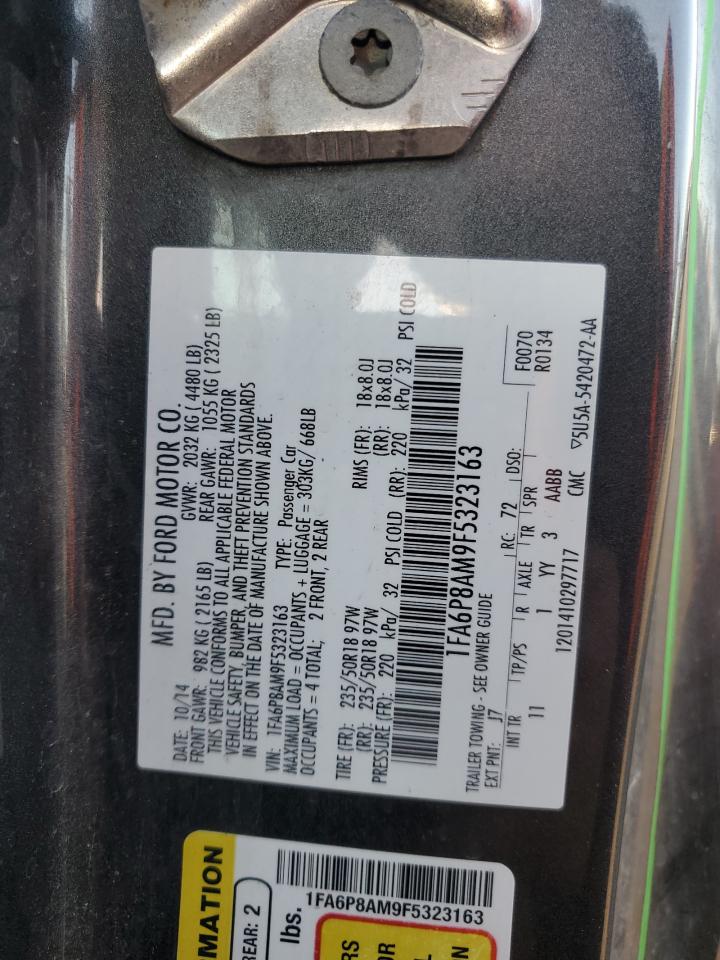 MFD. BY FORD MOTOR CO.
DATE: 10/14 GVWR: 2032 KG ( 4480 LB)
FRONT GAWR: 982 KG ( 2165 LB) REAR GAWR: 1055 KG ( 2325 LB)
THIS VEHICLE CONFORMS TO ALL APPLICABLE FEDERAL MOTOR
VEHICLE SAFETY, BUMPER, AND THEFT PREVENTION STANDARDS
IN EFFECT ON THE DATE OF MANUFACTURE SHOWN ABOVE.
VIN: 1FA6P8AM9F5323163 TYPE: Passenger Car
MAXIMUM LOAD = OCCUPANTS + LUGGAGE = 303KG/ 668LB
OCCUPANTS = 4 TOTAL; 2 FRONT, 2 REAR
TIRE (FR): 235/50R18 97W RIMS (FR): 18x8.0J
(RR): 235/50R18 97W (RR): 18x8.0J
PRESSURE (FR): 220 kPa/ 32 PSI COLD (RR): 220 kPa/ 32 PSI COLD
1FA6P8AM9F5323163
TRAILER TOWING - SEE OWNER GUIDE
EXT PNT: J7 RC: 72 DSO: F0070
INT TR TP/PS R AXLE TR SPR R0134
11 1 YY 3 AABB
1201410297717 CMC ▽5U5A-5420472-AA
MATION
REAR: 2
lbs.
1FA6P8AM9F5323163